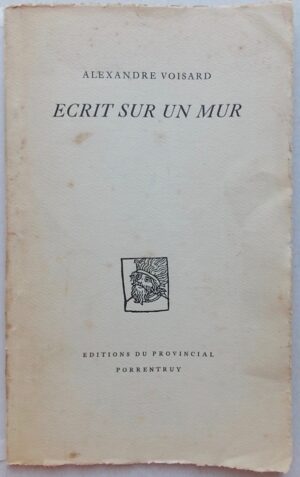 ALEXANDRE VOISARD
ECRIT SUR UN MUR
EDITIONS DU PROVINCIAL
PORRENTRUY